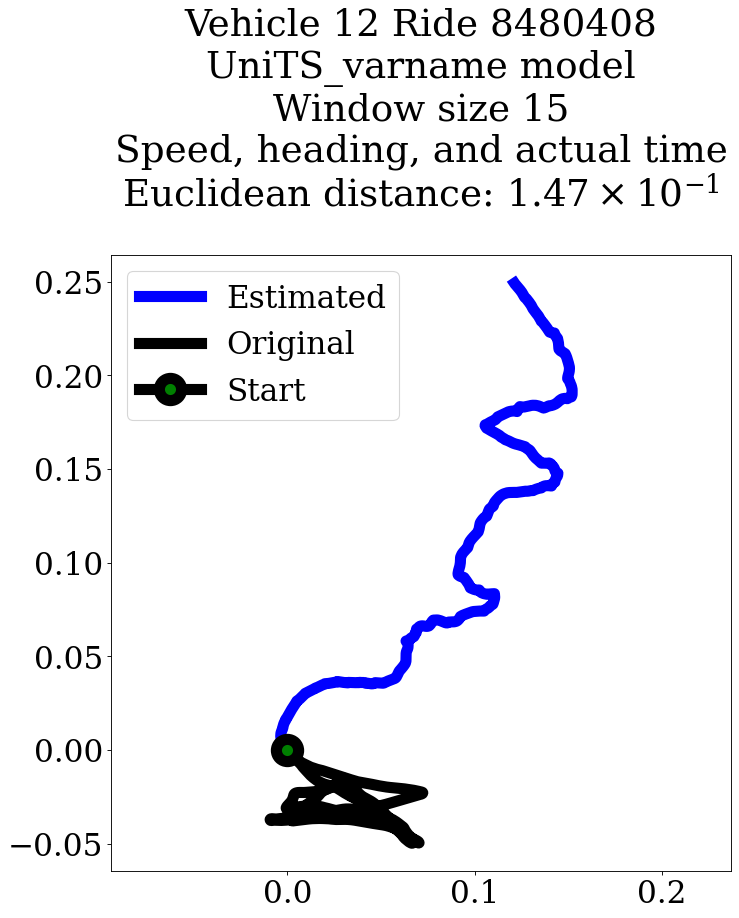 Vehicle 12 Ride 8480408
UniTS_varname model
Window size 15
Speed, heading, and actual time
Euclidean distance: 1.47 × 10⁻¹
Estimated
Original
Start
0.25
0.20
0.15
0.10
0.05
0.00
−0.05
0.0 0.1 0.2